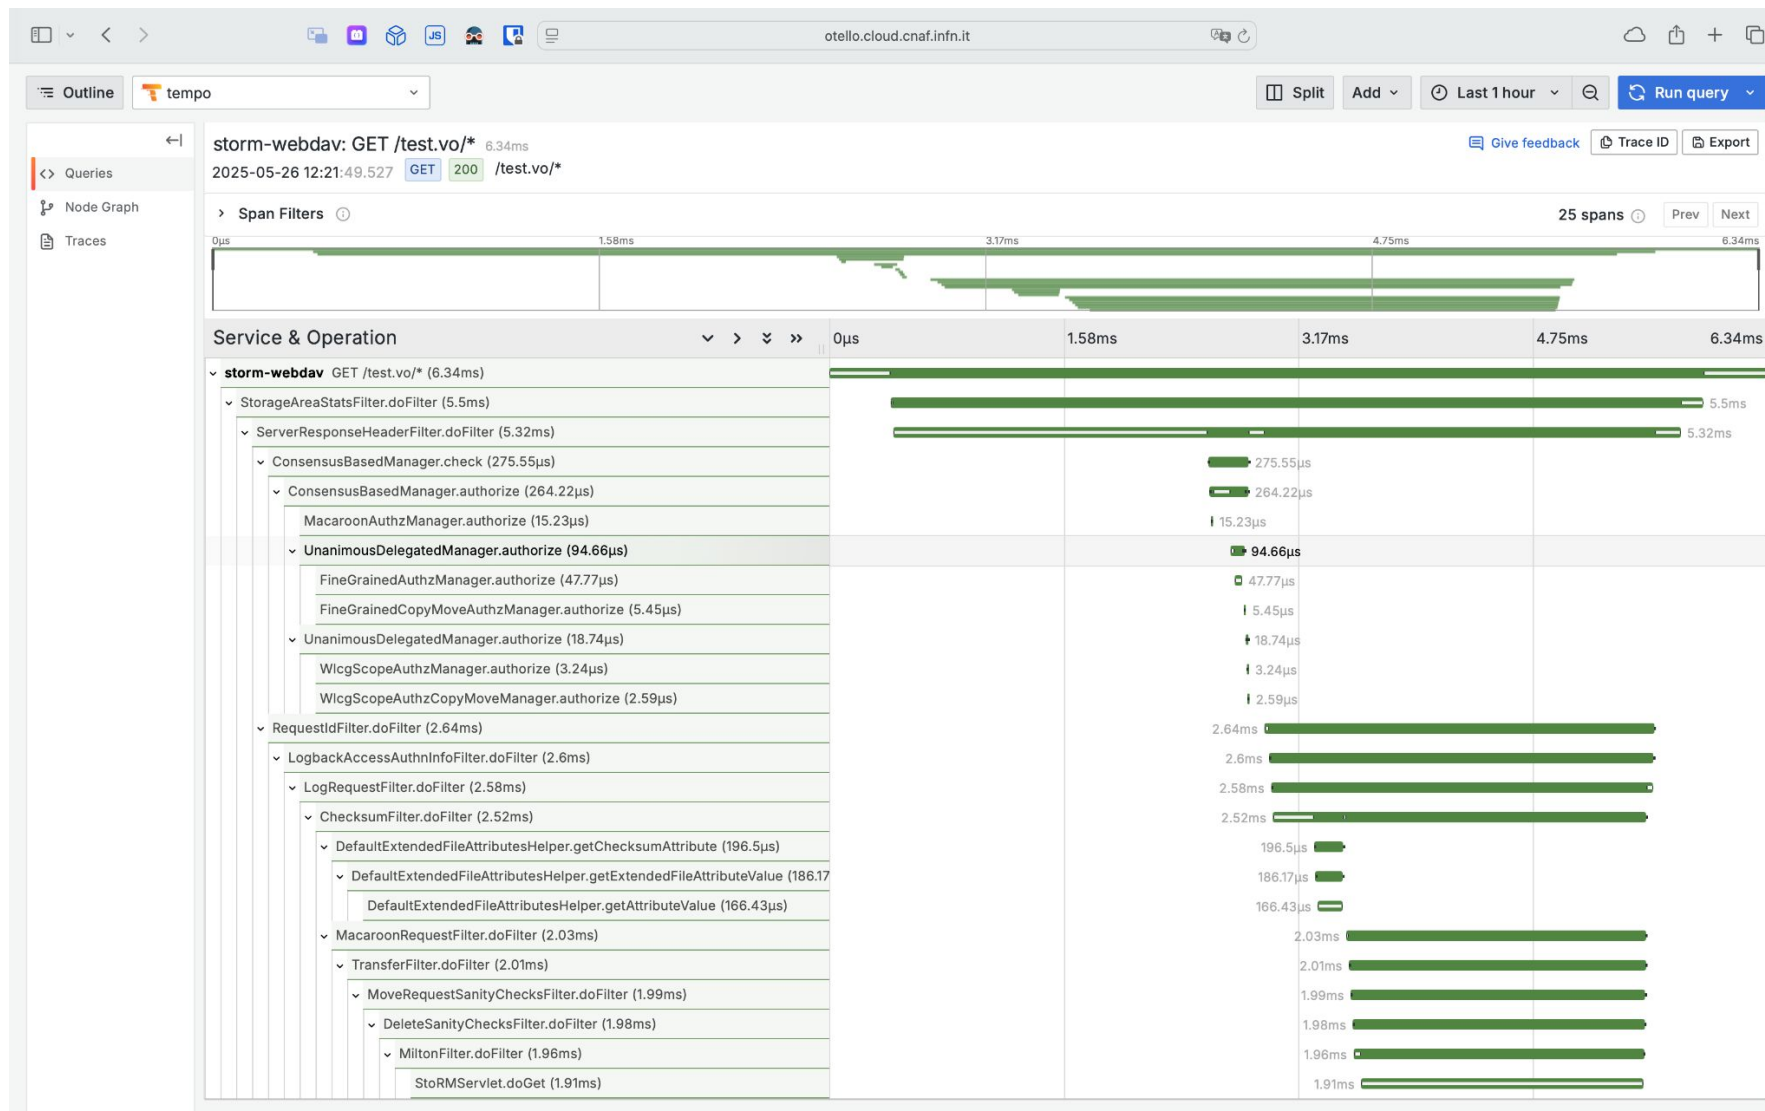 otello.cloud.cnaf.infn.it
Outline
tempo
Split
Add
Last 1 hour
Run query
storm-webdav: GET /test.vo/* 6.34ms
Give feedback
Trace ID
Export
2025-05-26 12:21:49.527 GET 200 /test.vo/*
Queries
Node Graph
Traces
Span Filters
25 spans
Prev
Next
0μs 1.58ms 3.17ms 4.75ms 6.34ms
Service & Operation
0μs 1.58ms 3.17ms 4.75ms 6.34ms
storm-webdav GET /test.vo/* (6.34ms)
StorageAreaStatsFilter.doFilter (5.5ms) 5.5ms
ServerResponseHeaderFilter.doFilter (5.32ms) 5.32ms
ConsensusBasedManager.check (275.55μs) 275.55μs
ConsensusBasedManager.authorize (264.22μs) 264.22μs
MacaroonAuthzManager.authorize (15.23μs) 15.23μs
UnanimousDelegatedManager.authorize (94.66μs) 94.66μs
FineGrainedAuthzManager.authorize (47.77μs) 47.77μs
FineGrainedCopyMoveAuthzManager.authorize (5.45μs) 5.45μs
UnanimousDelegatedManager.authorize (18.74μs) 18.74μs
WlcgScopeAuthzManager.authorize (3.24μs) 3.24μs
WlcgScopeAuthzCopyMoveManager.authorize (2.59μs) 2.59μs
RequestIdFilter.doFilter (2.64ms) 2.64ms
LogbackAccessAuthnInfoFilter.doFilter (2.6ms) 2.6ms
LogRequestFilter.doFilter (2.58ms) 2.58ms
ChecksumFilter.doFilter (2.52ms) 2.52ms
DefaultExtendedFileAttributesHelper.getChecksumAttribute (196.5μs) 196.5μs
DefaultExtendedFileAttributesHelper.getExtendedFileAttributeValue (186.17 186.17μs
DefaultExtendedFileAttributesHelper.getAttributeValue (166.43μs) 166.43μs
MacaroonRequestFilter.doFilter (2.03ms) 2.03ms
TransferFilter.doFilter (2.01ms) 2.01ms
MoveRequestSanityChecksFilter.doFilter (1.99ms) 1.99ms
DeleteSanityChecksFilter.doFilter (1.98ms) 1.98ms
MiltonFilter.doFilter (1.96ms) 1.96ms
StoRMServlet.doGet (1.91ms) 1.91ms